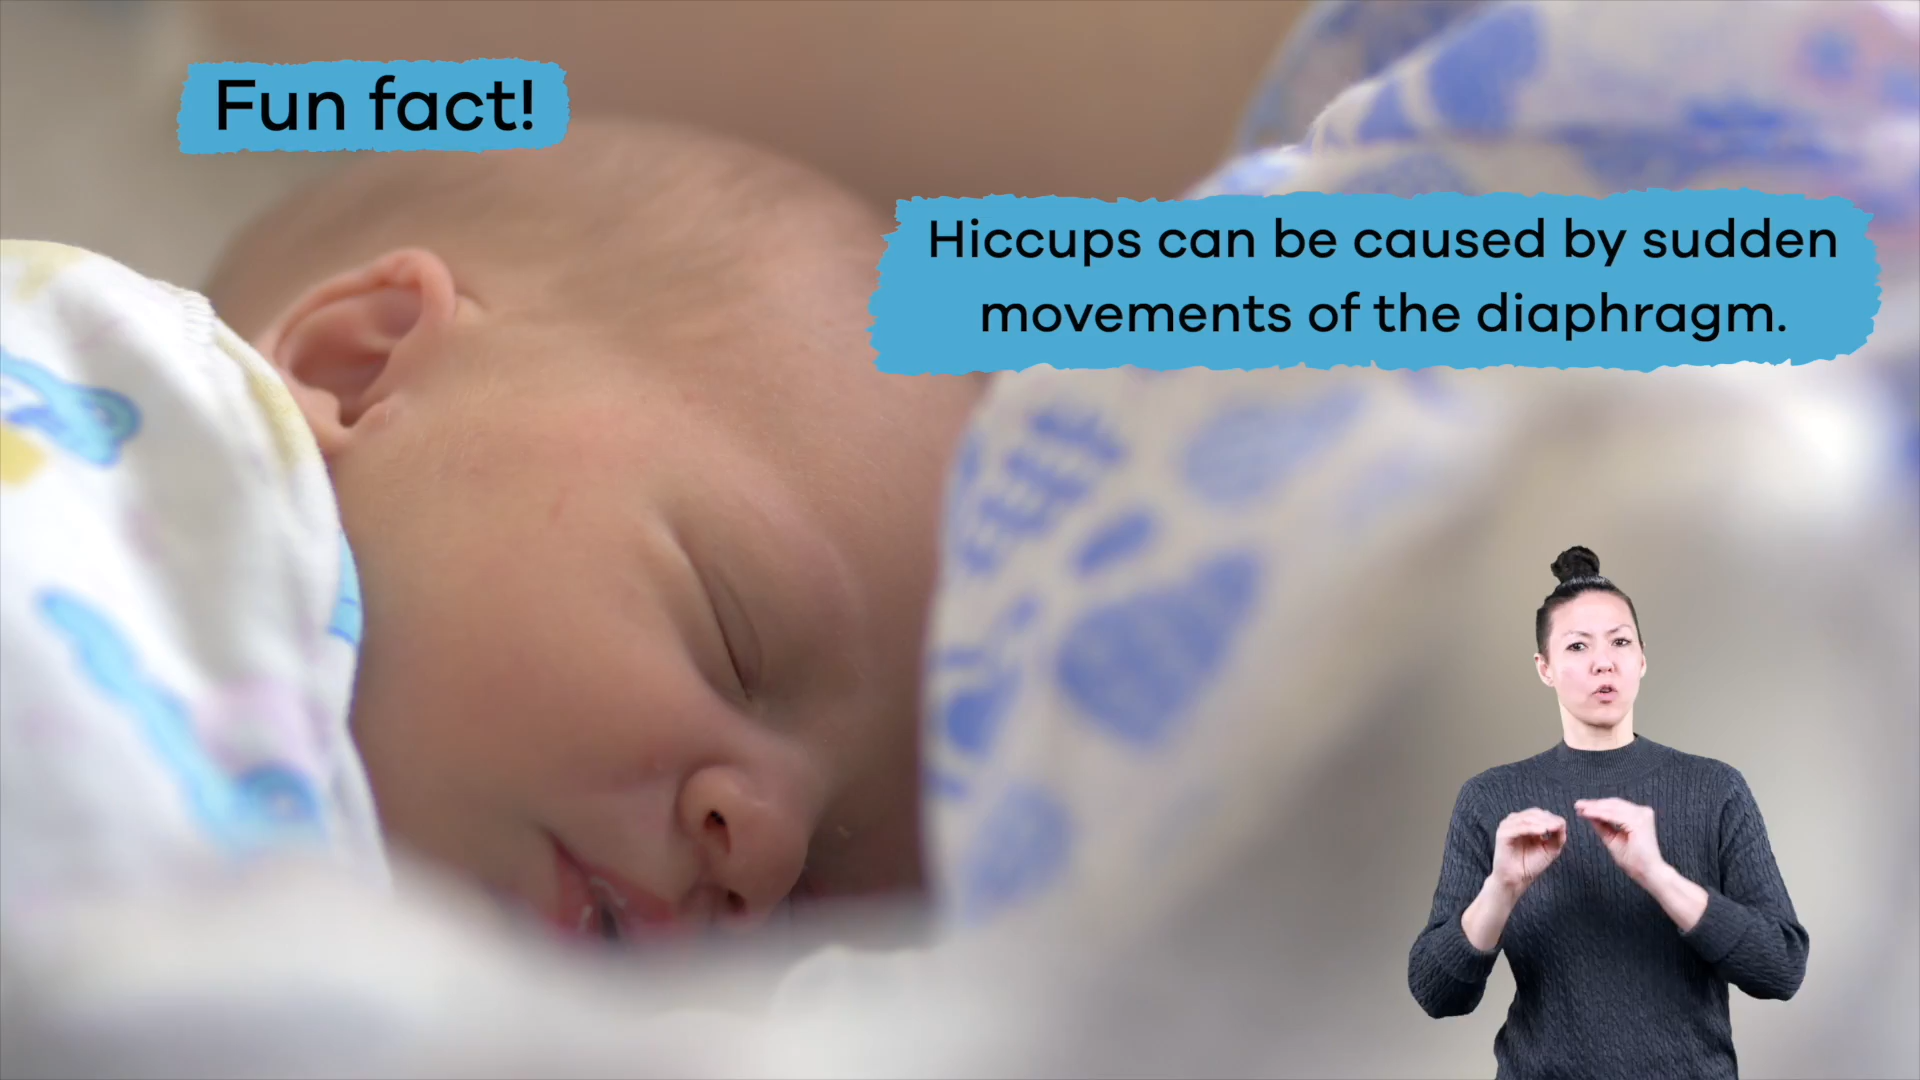 Fun fact!
Hiccups can be caused by sudden
movements of the diaphragm.